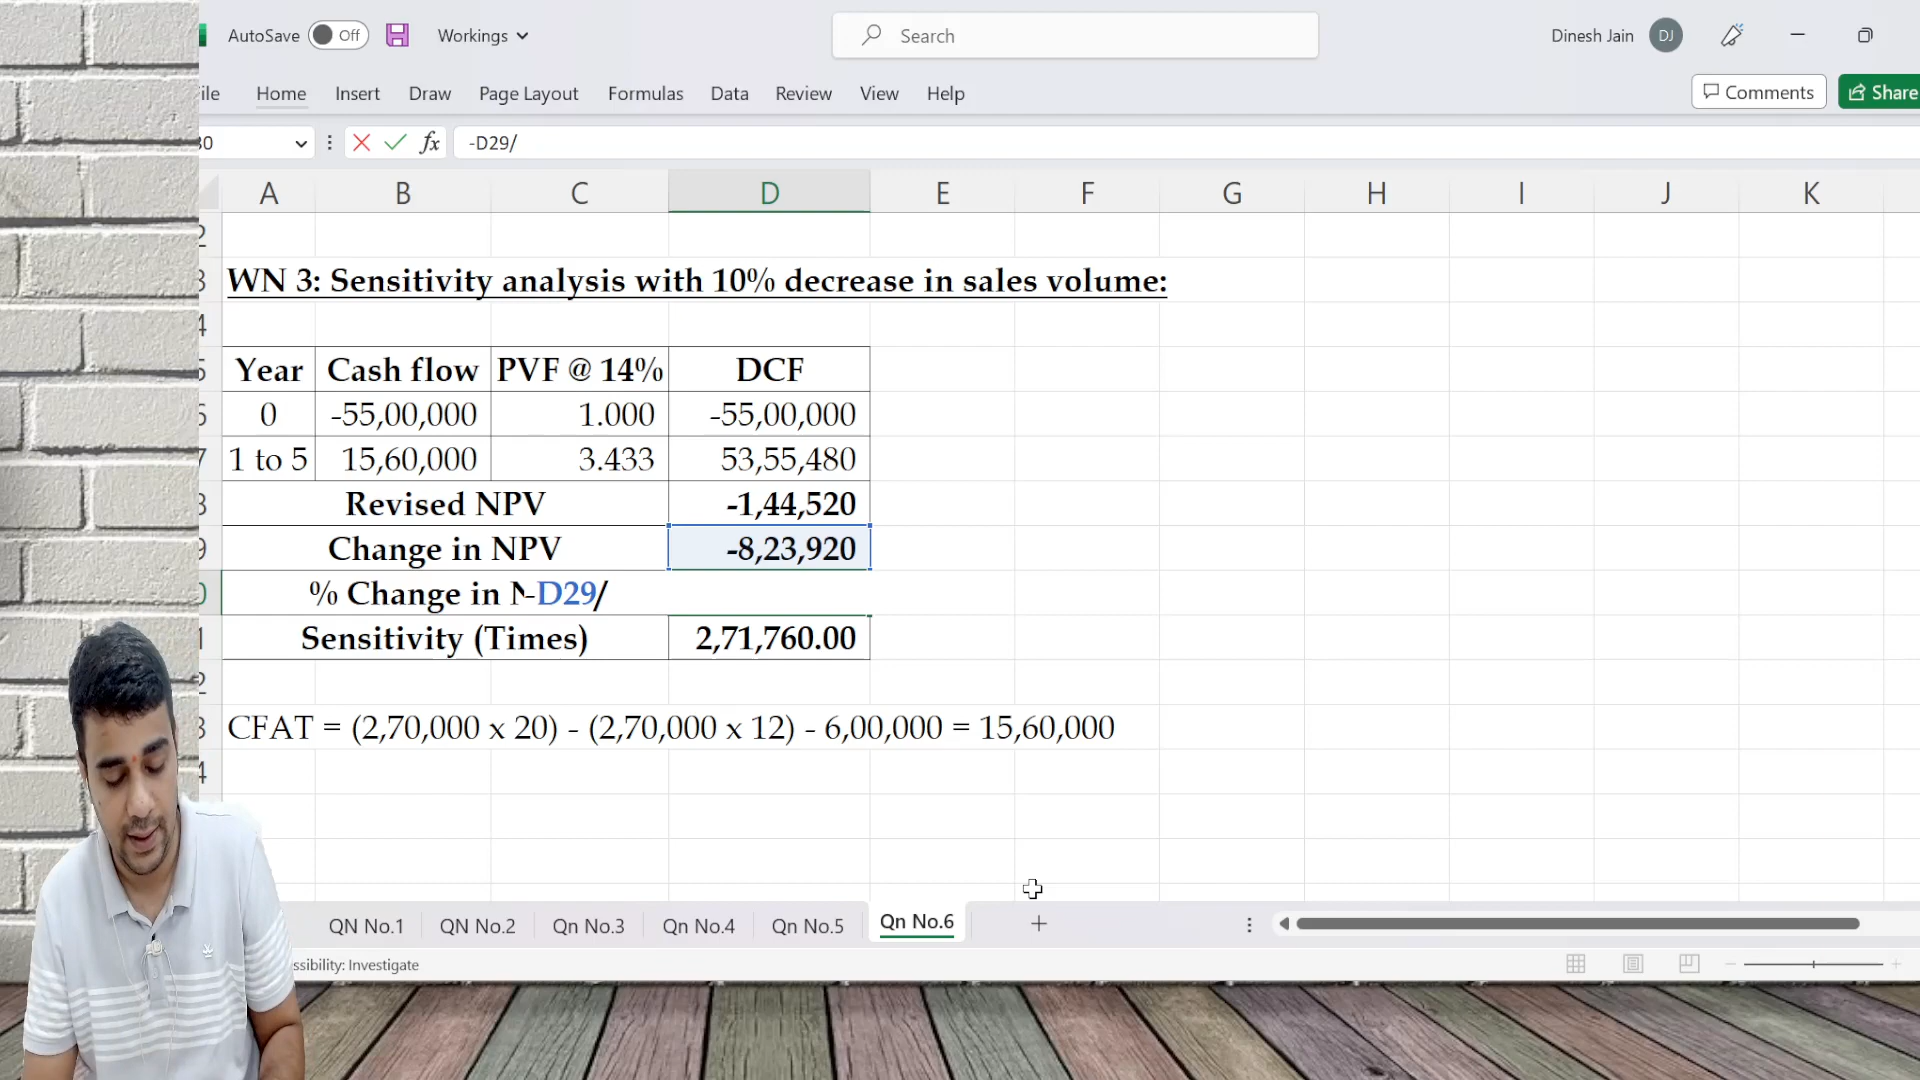 AutoSave Off Workings Search Dinesh Jain DJ
Home Insert Draw Page Layout Formulas Data Review View Help Comments Share
fx -D29/
A B C D E F G H I J K
WN 3: Sensitivity analysis with 10% decrease in sales volume:
Year Cash flow PVF @ 14% DCF
0 -55,00,000 1.000 -55,00,000
1 to 5 15,60,000 3.433 53,55,480
Revised NPV -1,44,520
Change in NPV -8,23,920
% Change in -D29/
Sensitivity (Times) 2,71,760.00
CFAT = (2,70,000 x 20) - (2,70,000 x 12) - 6,00,000 = 15,60,000
QN No.1 QN No.2 Qn No.3 Qn No.4 Qn No.5 Qn No.6
Investigate